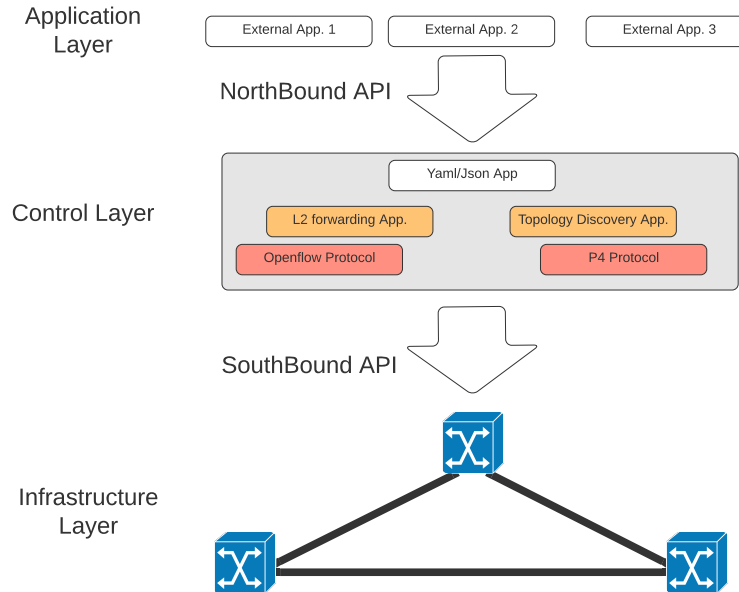 Application
Layer
External App. 1
External App. 2
External App. 3
NorthBound API
Control Layer
Yaml/Json App
L2 forwarding App.
Topology Discovery App.
Openflow Protocol
P4 Protocol
SouthBound API
Infrastructure
Layer